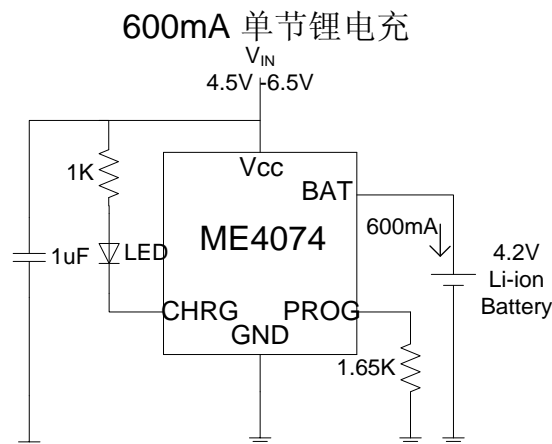 600mA 单节锂电充
VIN
4.5V -6.5V
1K
Vcc
BAT
ME4074
600mA
4.2V
Li-ion
Battery
1uF
LED
CHRG
PROG
GND
1.65K